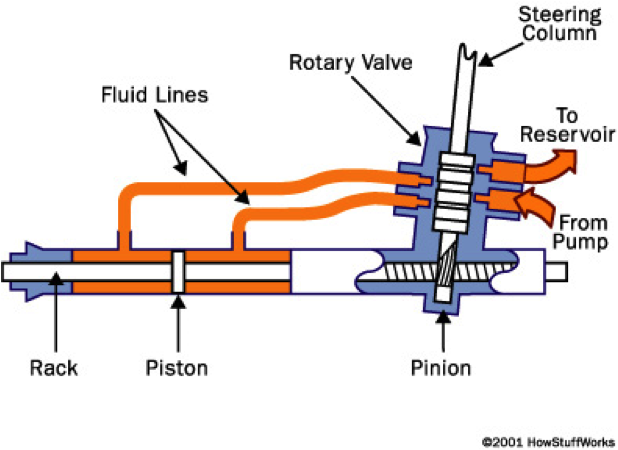 Steering
Column
Rotary Valve
Fluid Lines
To
Reservoir
From
Pump
Rack
Piston
Pinion
©2001 HowStuffWorks